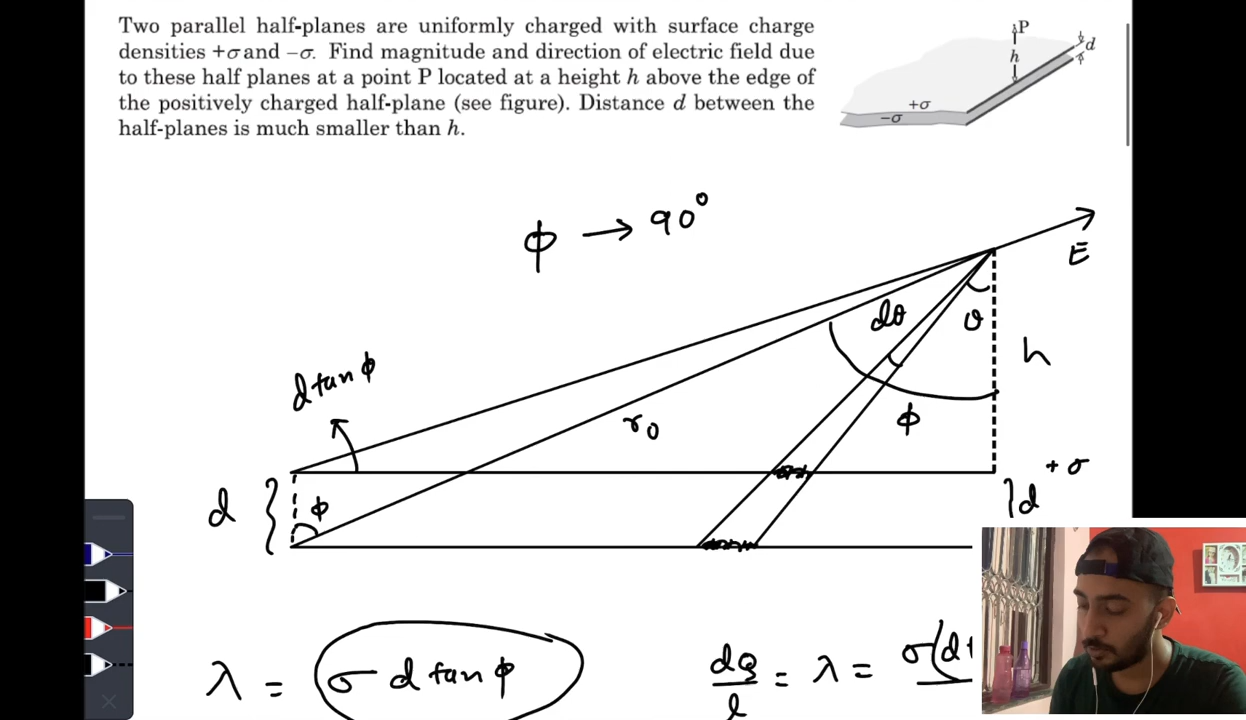 Two parallel half-planes are uniformly charged with surface charge
densities +σ and −σ. Find magnitude and direction of electric field due
to these half planes at a point P located at a height h above the edge of
the positively charged half-plane (see figure). Distance d between the
half-planes is much smaller than h.
P
d
h
+σ
−σ
ϕ → 90°
E
dθ
θ
h
d tan ϕ
r₀
ϕ
+σ
d
ϕ
d
λ = σ d tan ϕ
dQ/l = λ = σ(d